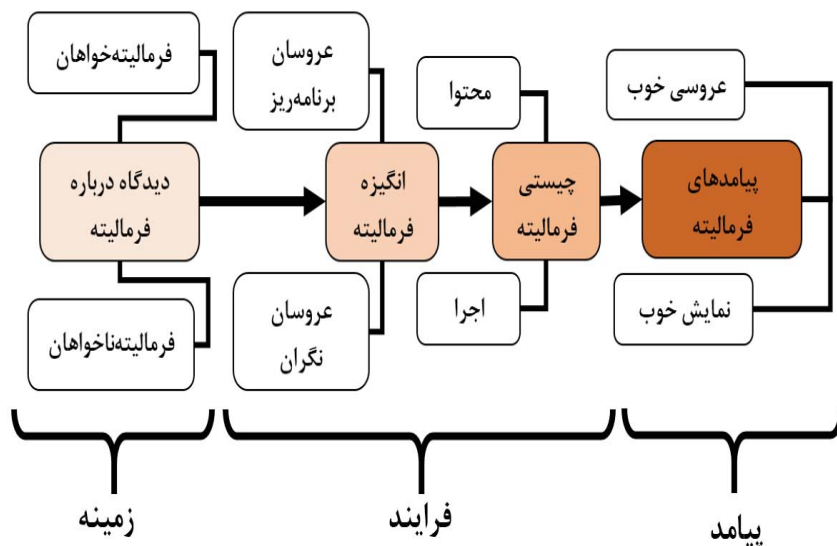 فرمالیته‌خواهان
دیدگاه درباره
فرمالیته
فرمالیته‌ناخواهان
عروسان
برنامه‌ریز
انگیزه
فرمالیته
عروسان
نگران
محتوا
چیستی
فرمالیته
اجرا
عروسی خوب
پیامدهای
فرمالیته
نمایش خوب
زمینه
فرایند
پیامد